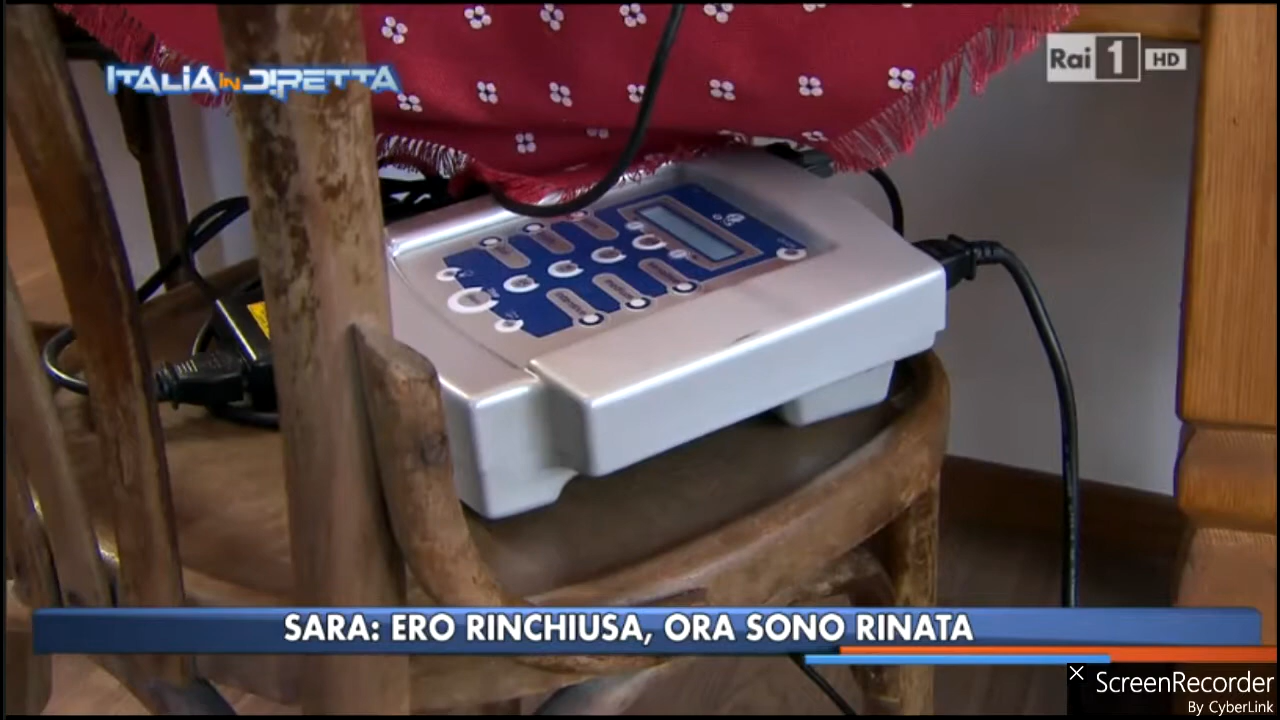 ITALIA IN DIRETTA
Rai 1 HD
SARA: ERO RINCHIUSA, ORA SONO RINATA
× ScreenRecorder
By CyberLink